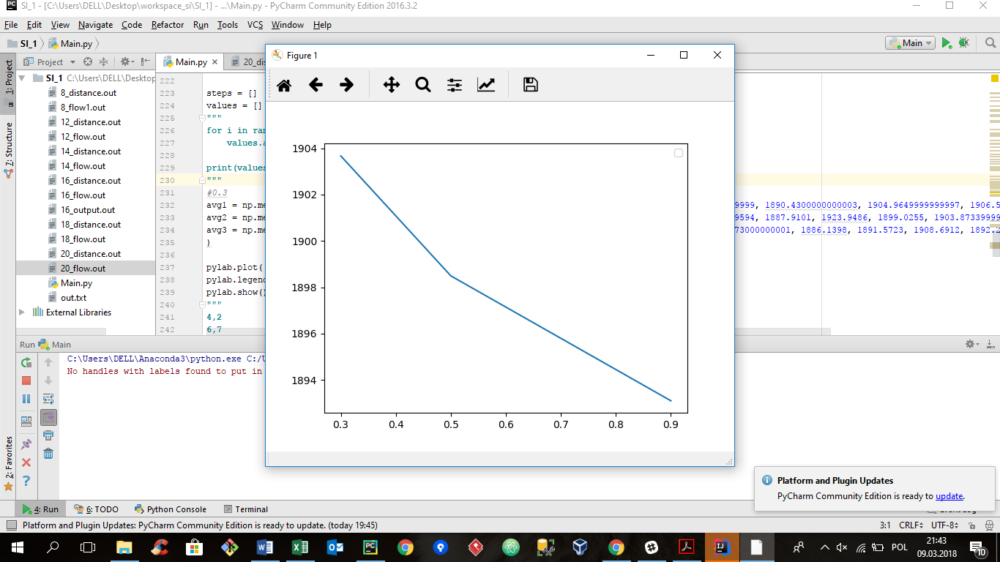 SI_1 - [C:\Users\DELL\Desktop\workspace_si\SI_1] - ...\Main.py - PyCharm Community Edition 2016.3.2
File Edit View Navigate Code Refactor Run Tools VCS Window Help
SI_1 Main.py Main
1: Project
7: Structure
2: Favorites
Project
SI_1 C:\Users\DELL\Desktop
8_distance.out
8_flow1.out
12_distance.out
12_flow.out
14_distance.out
14_flow.out
16_distance.out
16_flow.out
16_output.out
18_distance.out
18_flow.out
20_distance.out
20_flow.out
Main.py
out.txt
External Libraries
Main.py 20_dis
222
223 steps = []
224 values = []
225 """
226 for i in ran
227 values.a
228
229 print(values
230 """
231 #0.3
232 avg1 = np.me 9999, 1890.4300000000003, 1904.9649999999997, 1906.5
233 avg2 = np.me 9594, 1887.9101, 1923.9486, 1899.0255, 1903.87339999
234 avg3 = np.me 73000000001, 1886.1398, 1891.5723, 1908.6912, 1892.2
235 )
236
237 pylab.plot(
238 pylab.legend
239 pylab.show()
240 """
241 4,2
242 6,7
Figure 1
1904
1902
1900
1898
1896
1894
0.3 0.4 0.5 0.6 0.7 0.8 0.9
Run Main
C:\Users\DELL\Anaconda3\python.exe C:/U
No handles with labels found to put in
Platform and Plugin Updates
PyCharm Community Edition is ready to update.
4: Run 6: TODO Python Console Terminal
Platform and Plugin Updates: PyCharm Community Edition is ready to update. (today 19:45)
3:1 CRLF UTF-8
POL
21:43
09.03.2018
10